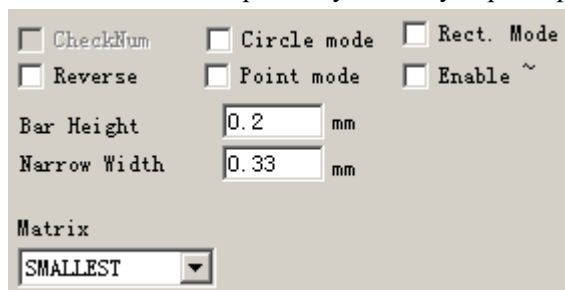 CheckNum Circle mode Rect. Mode
Reverse Point mode Enable ~
Bar Height 0.2 mm
Narrow Width 0.33 mm
Matrix
SMALLEST